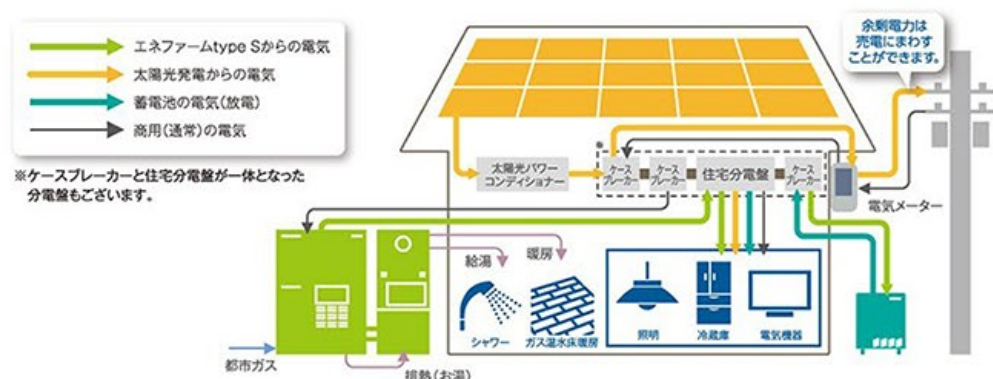 エネファームtype Sからの電気
太陽光発電からの電気
蓄電池の電気(放電)
商用(通常)の電気
※ケースブレーカーと住宅分電盤が一体となった
分電盤もございます。
余剰電力は
売電にまわす
ことができます。
太陽光パワー
コンディショナー
※
ケース
ブレーカー
ケース
ブレーカー
住宅分電盤
ケース
ブレーカー
電気メーター
給湯
暖房
シャワー
ガス温水床暖房
照明
冷蔵庫
電気機器
都市ガス
排熱(お湯)